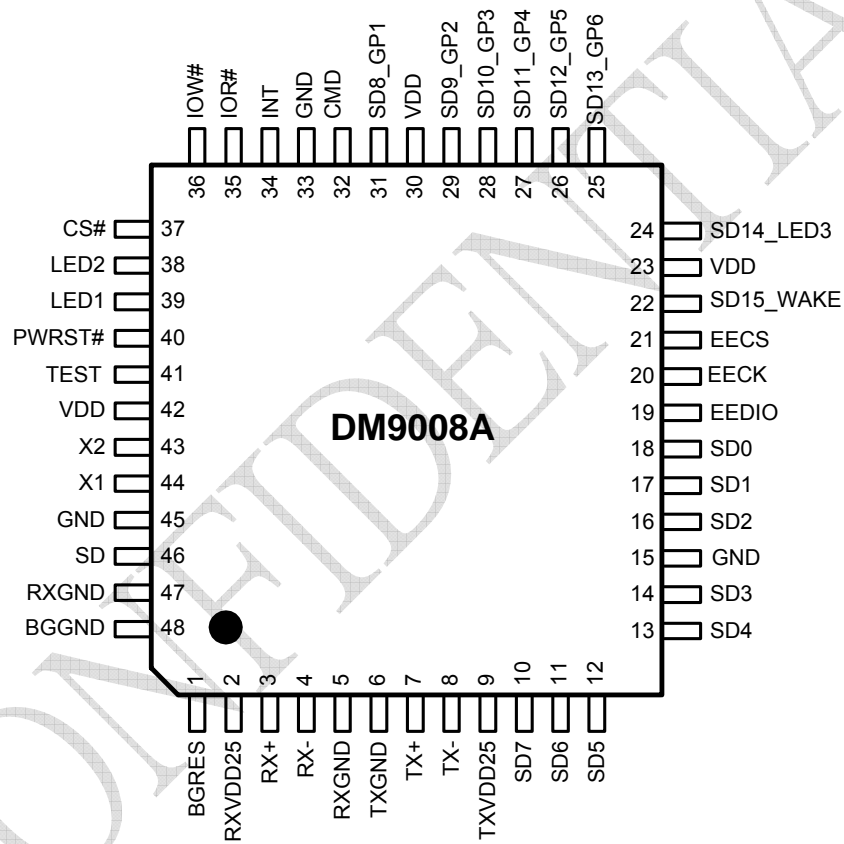 IOW#
IOR#
INT
GND
CMD
SD8_GP1
VDD
SD9_GP2
SD10_GP3
SD11_GP4
SD12_GP5
SD13_GP6
36
35
34
33
32
31
30
29
28
27
26
25
CS# 37
LED2 38
LED1 39
PWRST# 40
TEST 41
VDD 42
X2 43
X1 44
GND 45
SD 46
RXGND 47
BGGND 48
DM9008A
24 SD14_LED3
23 VDD
22 SD15_WAKE
21 EECS
20 EECK
19 EEDIO
18 SD0
17 SD1
16 SD2
15 GND
14 SD3
13 SD4
1
2
3
4
5
6
7
8
9
10
11
12
BGRES
RXVDD25
RX+
RX-
RXGND
TXGND
TX+
TX-
TXVDD25
SD7
SD6
SD5
ONFIDENTIA